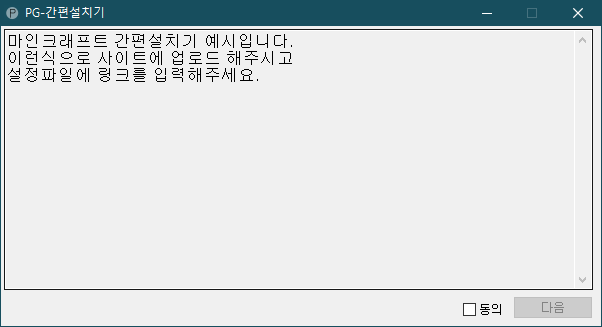 PG-간편설치기
마인크래프트 간편설치기 예시입니다.
이런식으로 사이트에 업로드 해주시고
설정파일에 링크를 입력해주세요.
동의
다음